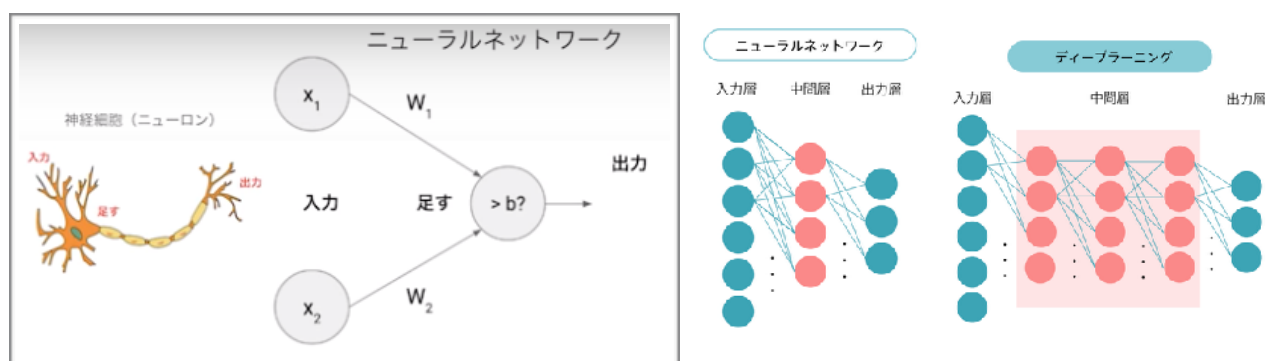 ニューラルネットワーク
神経細胞（ニューロン）
入力
出力
足す
x1
W1
入力
足す
> b?
出力
x2
W2
ニューラルネットワーク
入力層
中間層
出力層
ディープラーニング
入力層
中間層
出力層